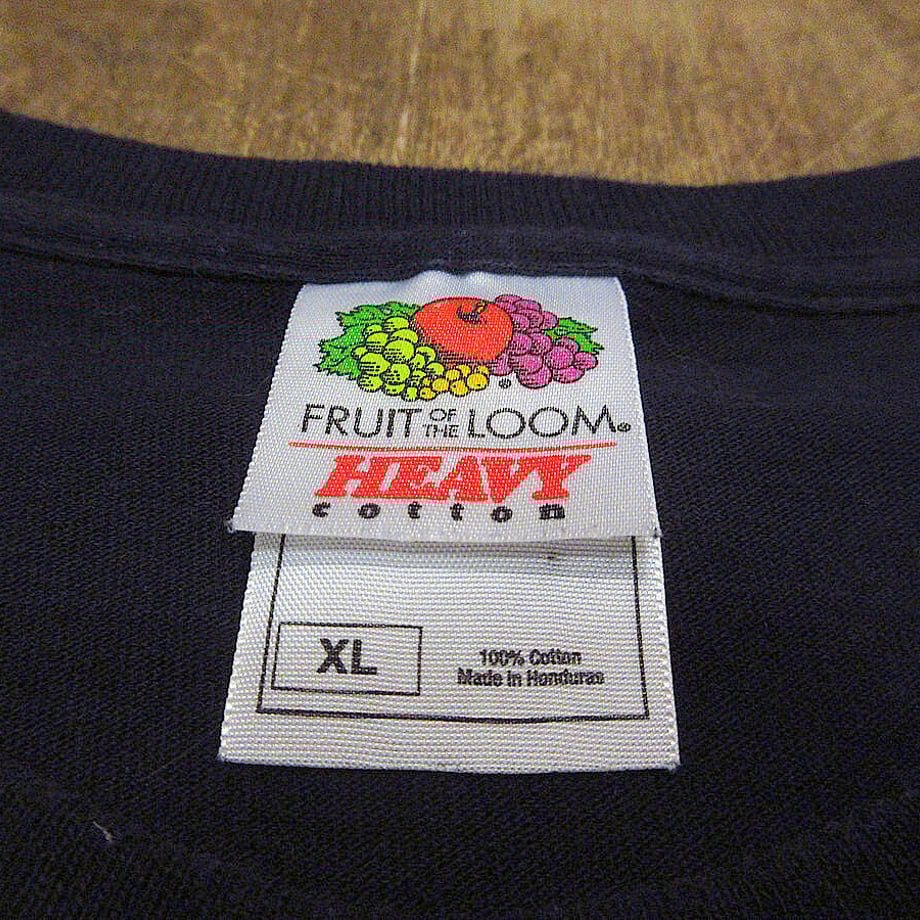 ®
FRUIT OF THE LOOM®
HEAVY
cotton
XL
100% Cotton
Made in Honduras